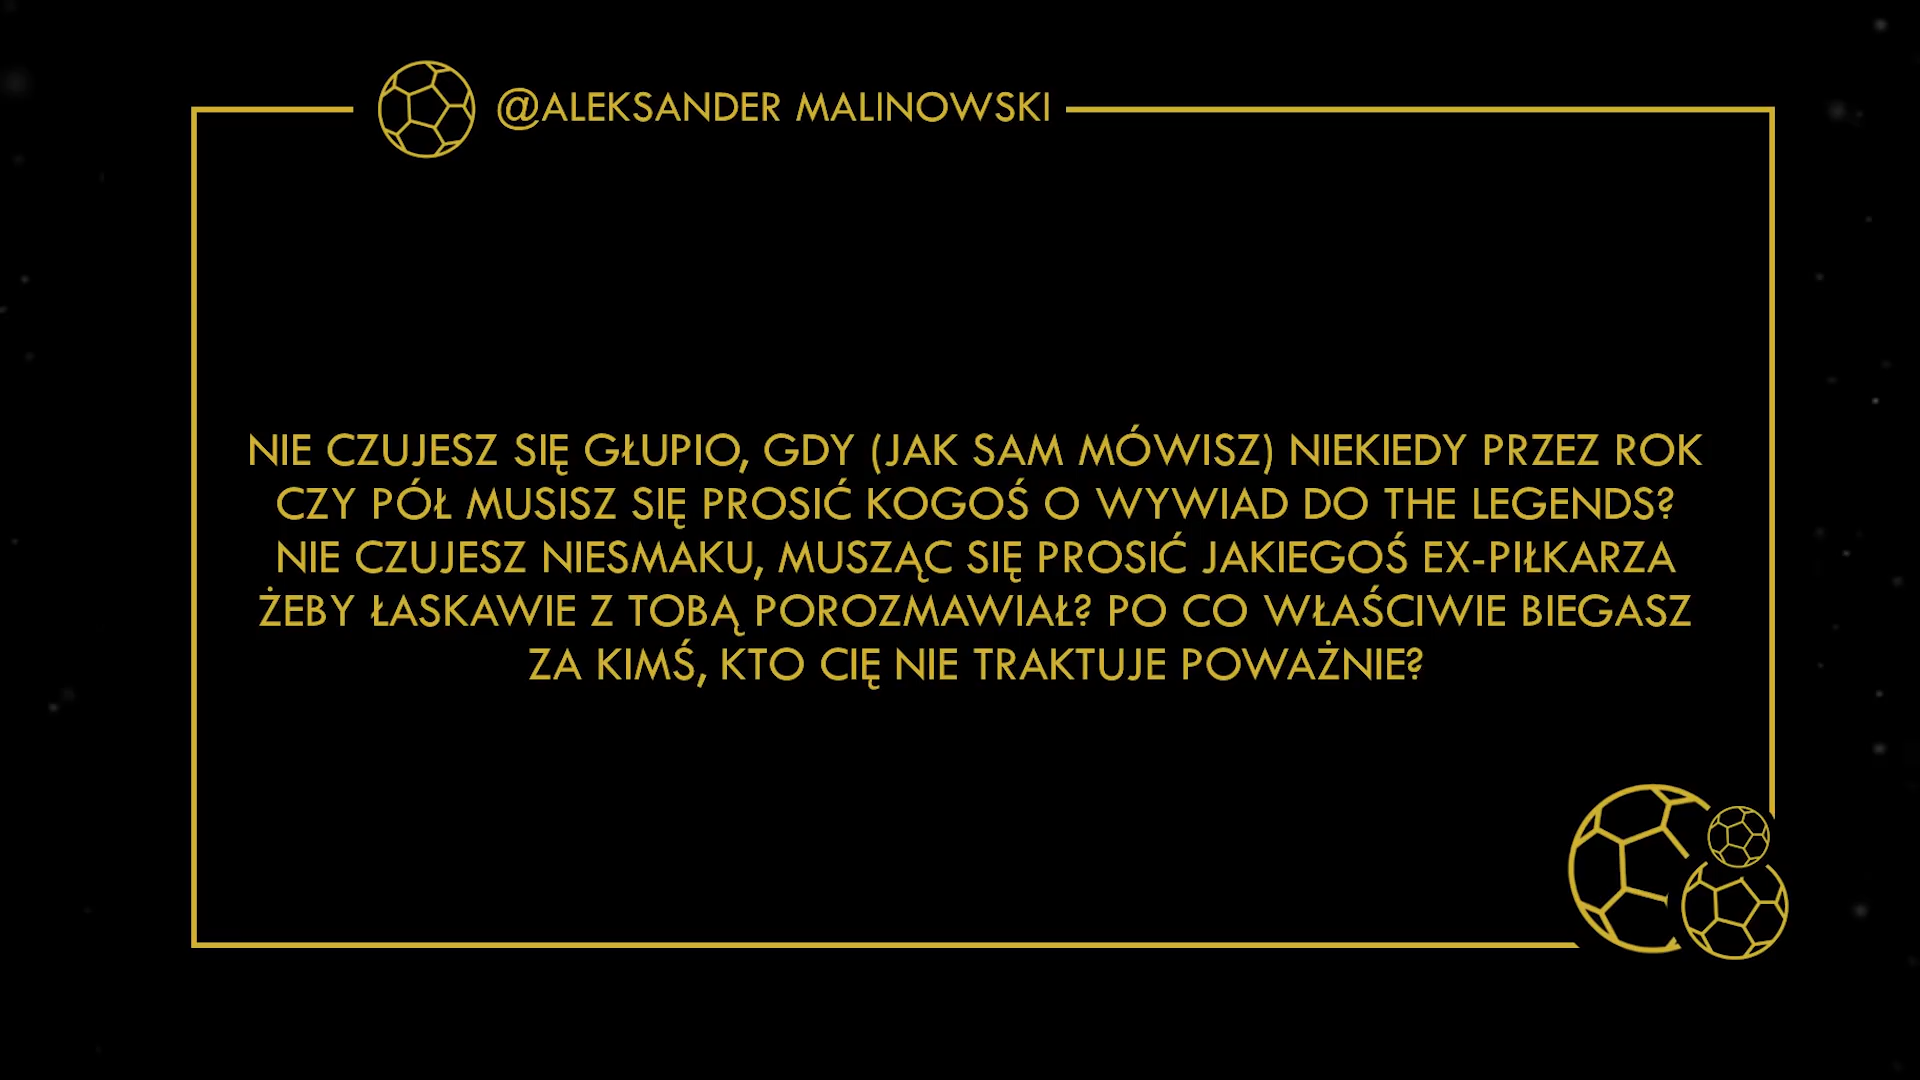 @ALEKSANDER MALINOWSKI
NIE CZUJESZ SIĘ GŁUPIO, GDY (JAK SAM MÓWISZ) NIEKIEDY PRZEZ ROK
CZY PÓŁ MUSISZ SIĘ PROSIĆ KOGOŚ O WYWIAD DO THE LEGENDS?
NIE CZUJESZ NIESMAKU, MUSZĄC SIĘ PROSIĆ JAKIEGOŚ EX-PIŁKARZA
ŻEBY ŁASKAWIE Z TOBĄ POROZMAWIAŁ? PO CO WŁAŚCIWIE BIEGASZ
ZA KIMŚ, KTO CIĘ NIE TRAKTUJE POWAŻNIE?